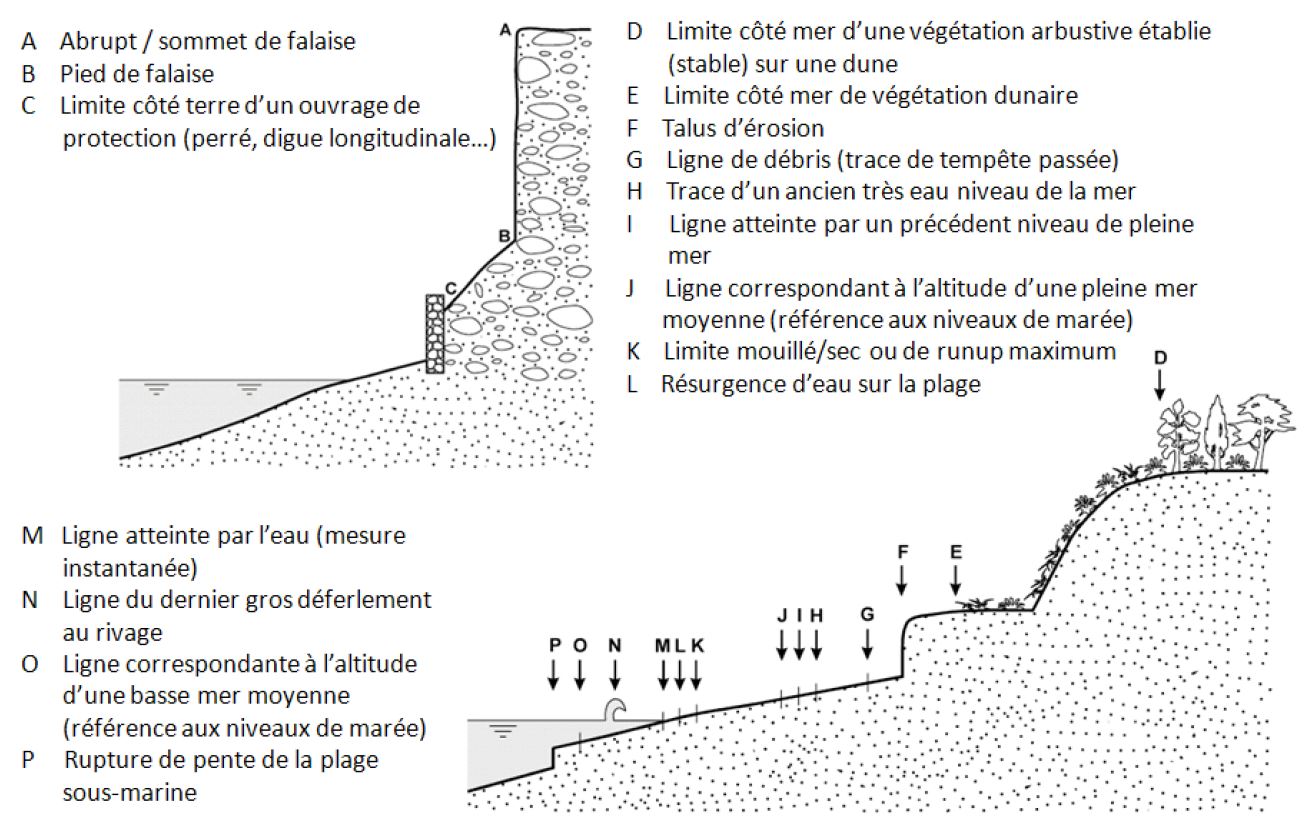 A Abrupt / sommet de falaise
B Pied de falaise
C Limite côté terre d'un ouvrage de
protection (perré, digue longitudinale...)
A
B
C
D Limite côté mer d'une végétation arbustive établie
(stable) sur une dune
E Limite côté mer de végétation dunaire
F Talus d'érosion
G Ligne de débris (trace de tempête passée)
H Trace d'un ancien très eau niveau de la mer
I Ligne atteinte par un précédent niveau de pleine
mer
J Ligne correspondant à l'altitude d'une pleine mer
moyenne (référence aux niveaux de marée)
K Limite mouillé/sec ou de runup maximum
L Résurgence d'eau sur la plage
M Ligne atteinte par l'eau (mesure
instantanée)
N Ligne du dernier gros déferlement
au rivage
O Ligne correspondante à l'altitude
d'une basse mer moyenne
(référence aux niveaux de marée)
P Rupture de pente de la plage
sous-marine
D
F E
J I H G
P O N M L K